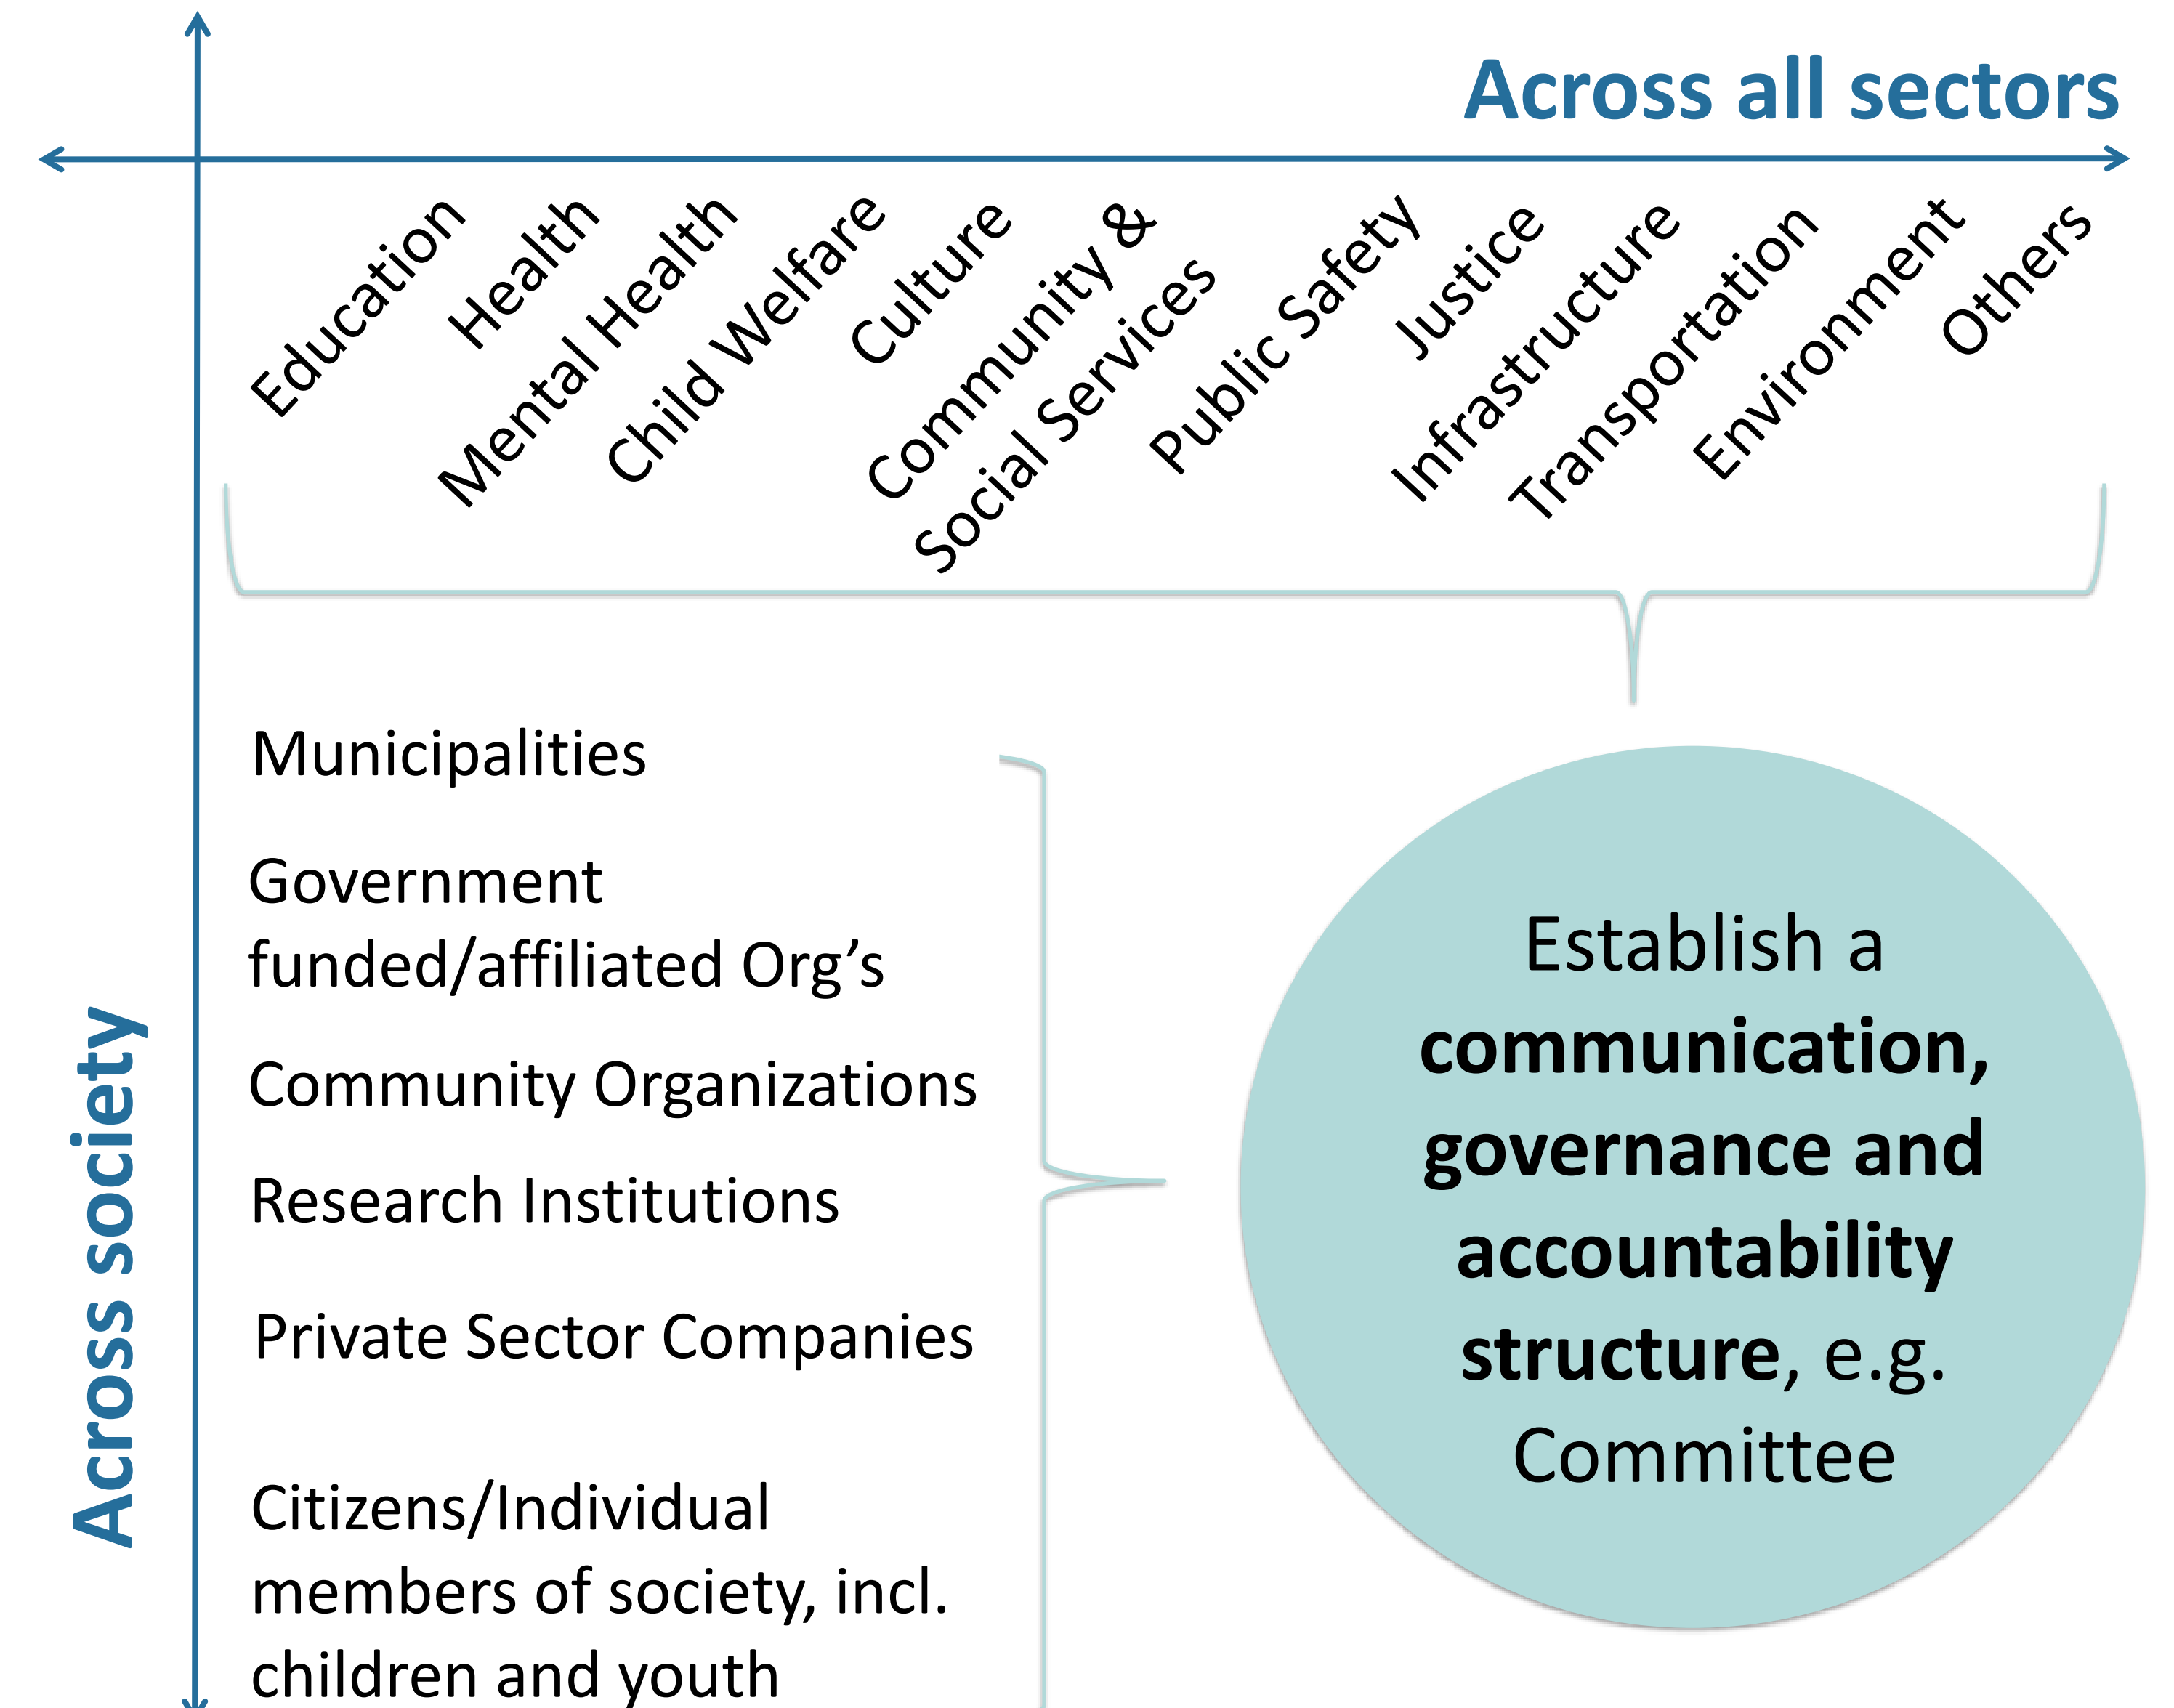 Across all sectors
Education
Health
Mental Health
Child Welfare
Culture
Community &
Social Services
Public Safety
Justice
Infrastructure
Transportation
Environment
Others
Across society
Municipalities
Government
funded/affiliated Org’s
Community Organizations
Research Institutions
Private Sector Companies
Citizens/Individual
members of society, incl.
children and youth
Establish a
communication,
governance and
accountability
structure, e.g.
Committee